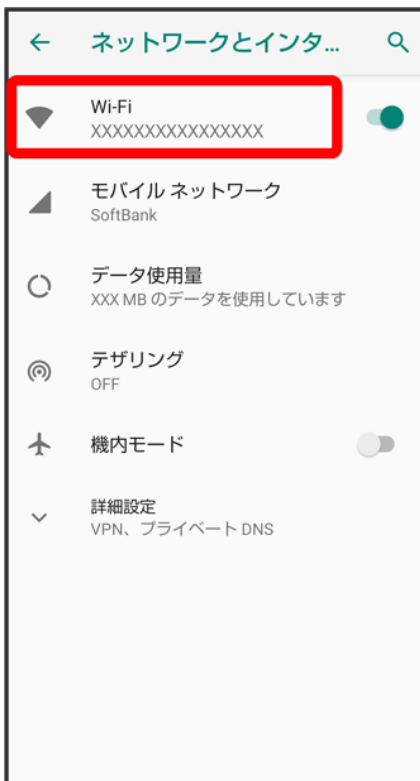 ネットワークとインタ...
Wi-Fi
XXXXXXXXXXXXXXXX
モバイル ネットワーク
SoftBank
データ使用量
XXX MB のデータを使用しています
テザリング
OFF
機内モード
詳細設定
VPN、プライベート DNS